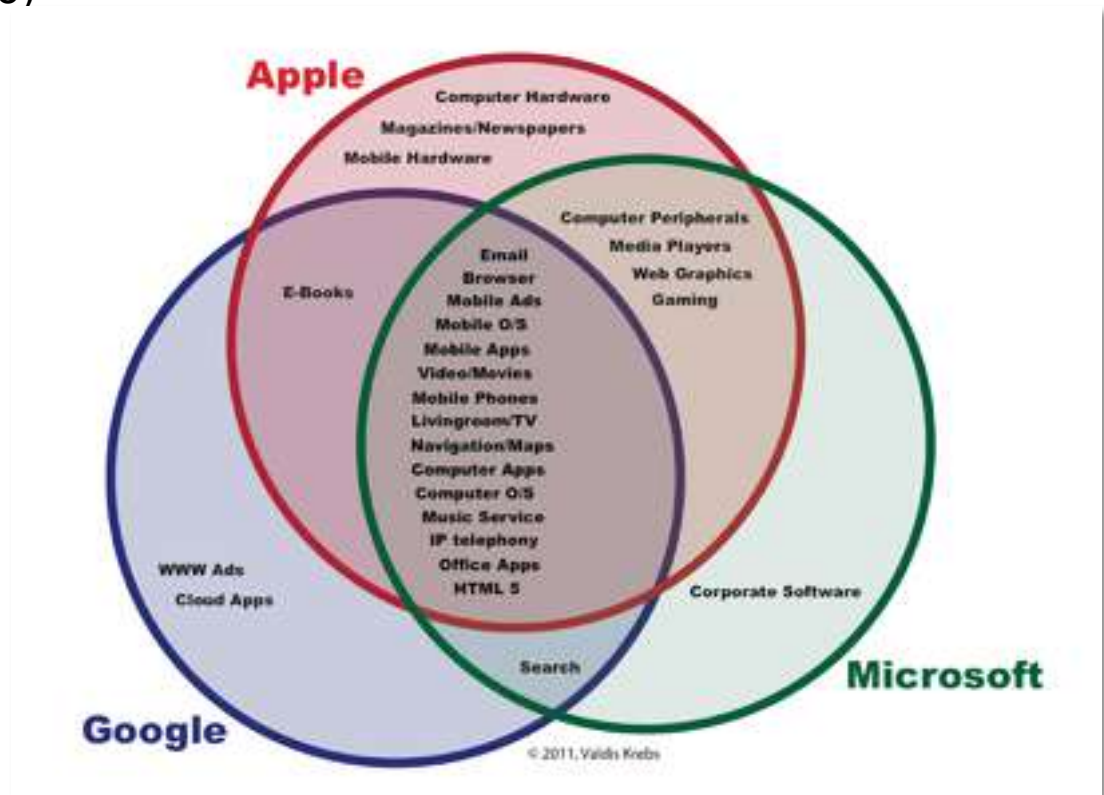 Apple
Computer Hardware
Magazines/Newspapers
Mobile Hardware
Computer Peripherals
Media Players
Web Graphics
Gaming
E-Books
Email
Browser
Mobile Ads
Mobile O/S
Mobile Apps
Video/Movies
Mobile Phones
Livingroom/TV
Navigation/Maps
Computer Apps
Computer O/S
Music Service
IP telephony
Office Apps
HTML 5
WWW Ads
Cloud Apps
Corporate Software
Search
Microsoft
Google
© 2011, Valdis Krebs